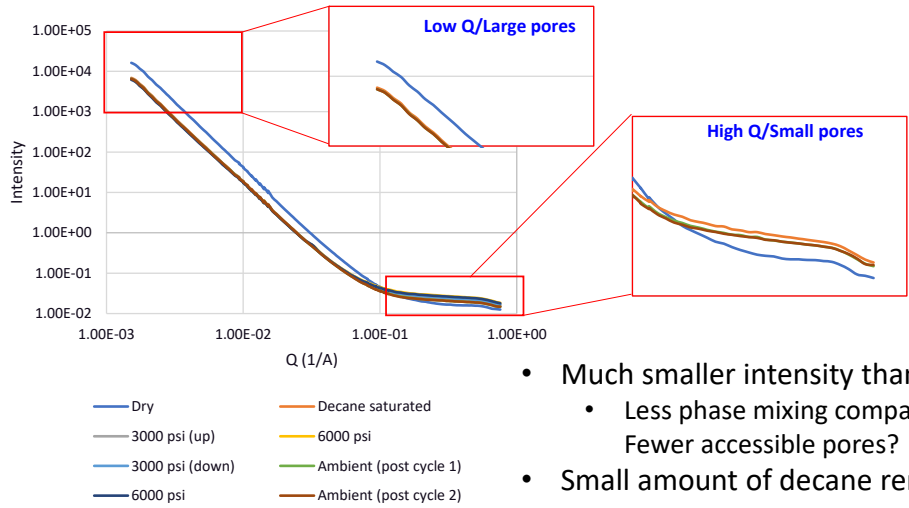 1.00E+05
1.00E+04
1.00E+03
1.00E+02
1.00E+01
1.00E+00
1.00E-01
1.00E-02
Intensity
1.00E-03 1.00E-02 1.00E-01 1.00E+00
Q (1/A)
Low Q/Large pores
High Q/Small pores
Dry Decane saturated
3000 psi (up) 6000 psi
3000 psi (down) Ambient (post cycle 1)
6000 psi Ambient (post cycle 2)
• Much smaller intensity
• Less phase mixing
Fewer accessible pores?
• Small amount of decane